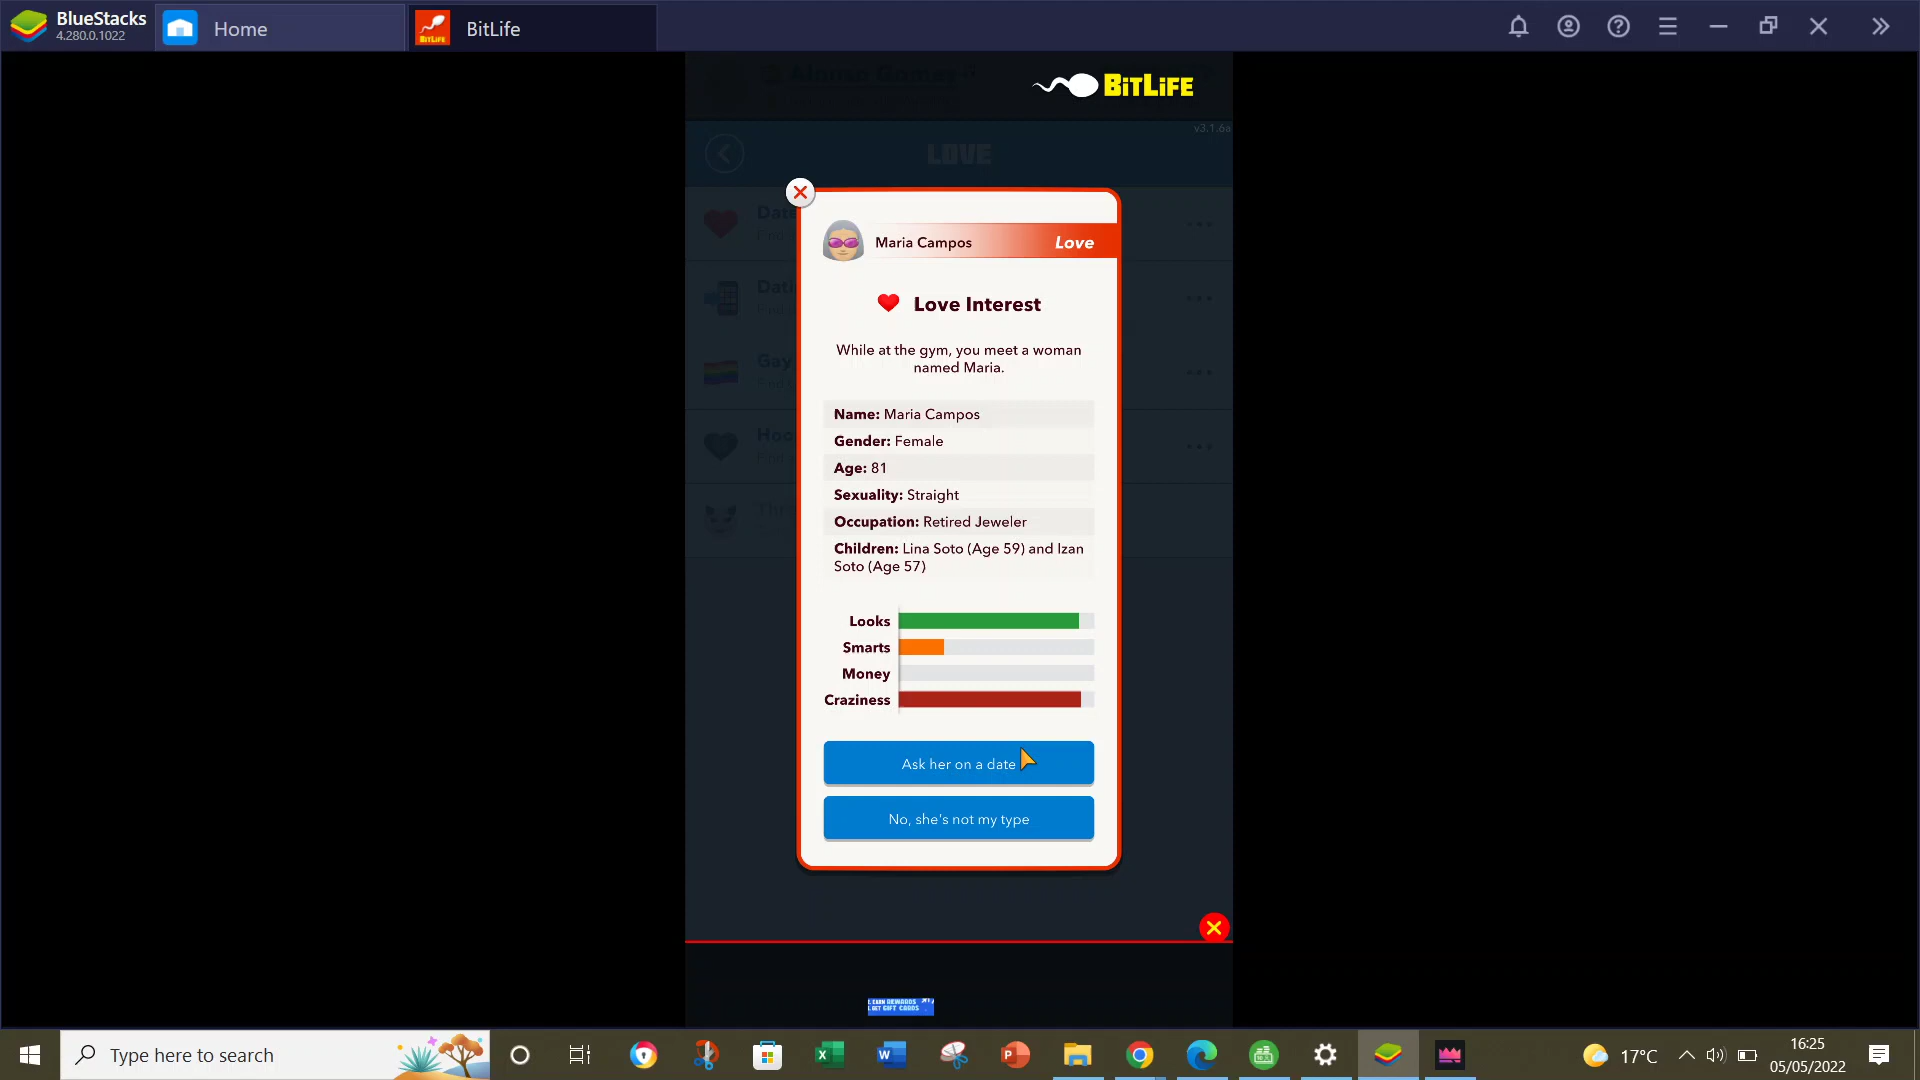 BlueStacks
4.280.0.1022
Home
BitLife
BITLIFE
v3.1.6a
LOVE
Maria Campos
Love
Love Interest
While at the gym, you meet a woman
named Maria.
Name: Maria Campos
Gender: Female
Age: 81
Sexuality: Straight
Occupation: Retired Jeweler
Children: Lina Soto (Age 59) and Izan
Soto (Age 57)
Looks
Smarts
Money
Craziness
Ask her on a date
No, she's not my type
Type here to search
17°C
16:25
05/05/2022